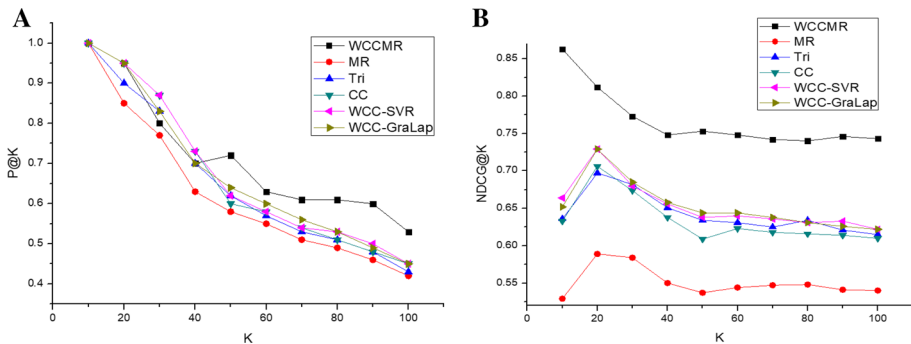 A
P@K
1.0
0.9
0.8
0.7
0.6
0.5
0.4
0
20
40
60
80
100
K
WCCMR
MR
Tri
CC
WCC-SVR
WCC-GraLap
B
NDCG@K
0.85
0.80
0.75
0.70
0.65
0.60
0.55
0
20
40
60
80
100
K
WCCMR
MR
Tri
CC
WCC-SVR
WCC-GraLap